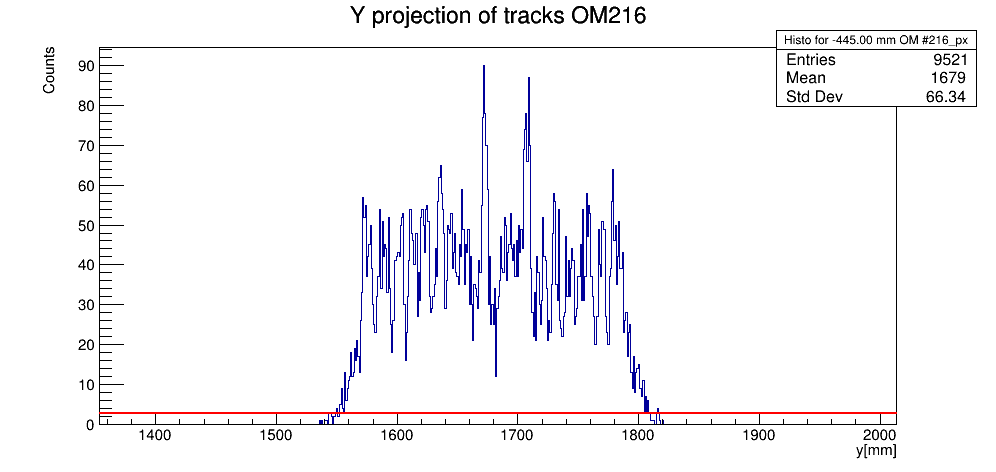 Y projection of tracks OM216
Histo for -445.00 mm OM #216_px
Entries 9521
Mean 1679
Std Dev 66.34
Counts
90
80
70
60
50
40
30
20
10
0
1400 1500 1600 1700 1800 1900 2000
y[mm]